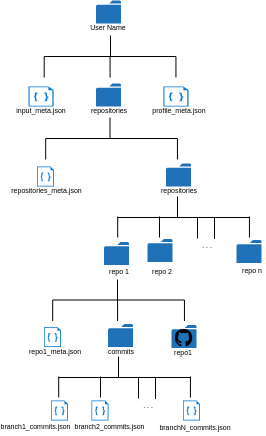 User Name
input_meta.json
repositories
profile_meta.json
repositories_meta.json
repositories
...
repo 1
repo 2
repo n
repo1_meta.json
commits
repo1
...
branch1_commits.json
branch2_commits.json
branchN_commits.json